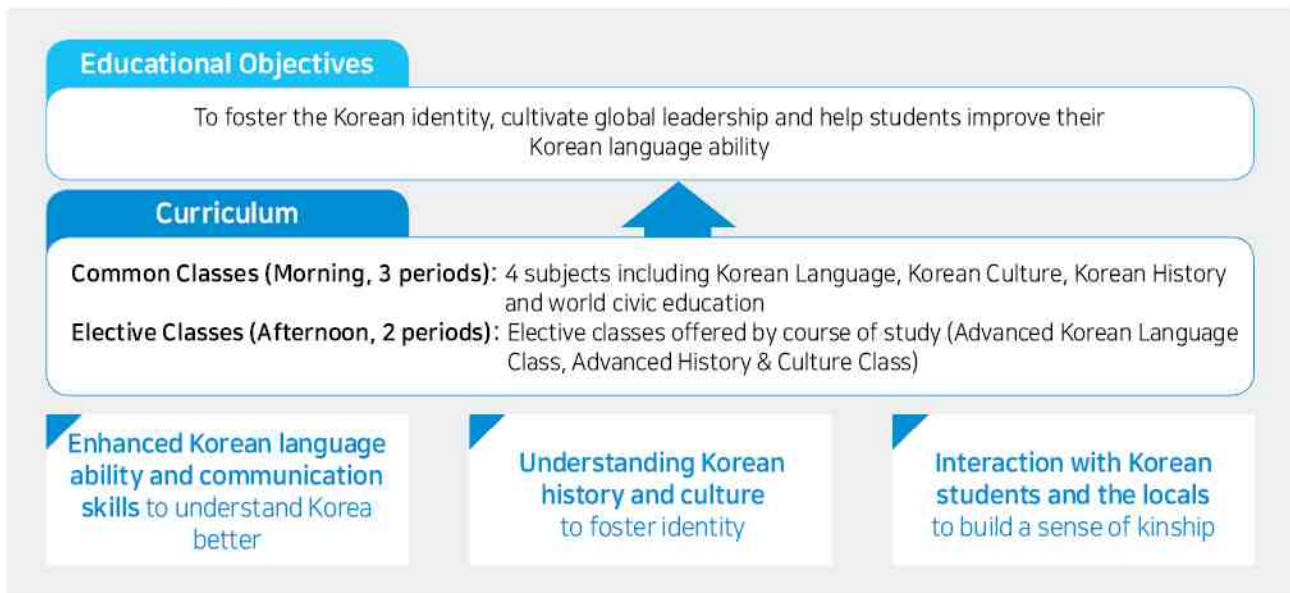 Educational Objectives
To foster the Korean identity, cultivate global leadership and help students improve their
Korean language ability
Curriculum
Common Classes (Morning, 3 periods): 4 subjects including Korean Language, Korean Culture, Korean History
and world civic education
Elective Classes (Afternoon, 2 periods): Elective classes offered by course of study (Advanced Korean Language
Class, Advanced History & Culture Class)
Enhanced Korean language
ability and communication
skills to understand Korea
better
Understanding Korean
history and culture
to foster identity
Interaction with Korean
students and the locals
to build a sense of kinship